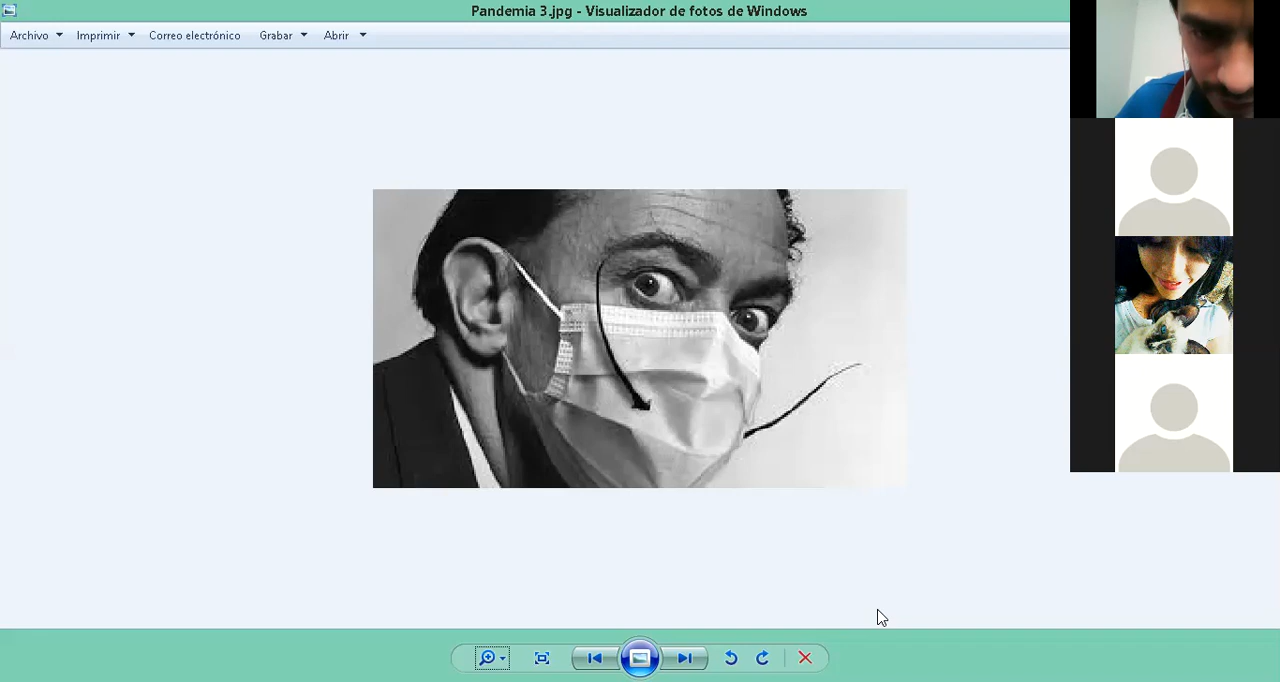 Pandemia 3.jpg - Visualizador de fotos de Windows
Archivo Imprimir Correo electrónico Grabar Abrir